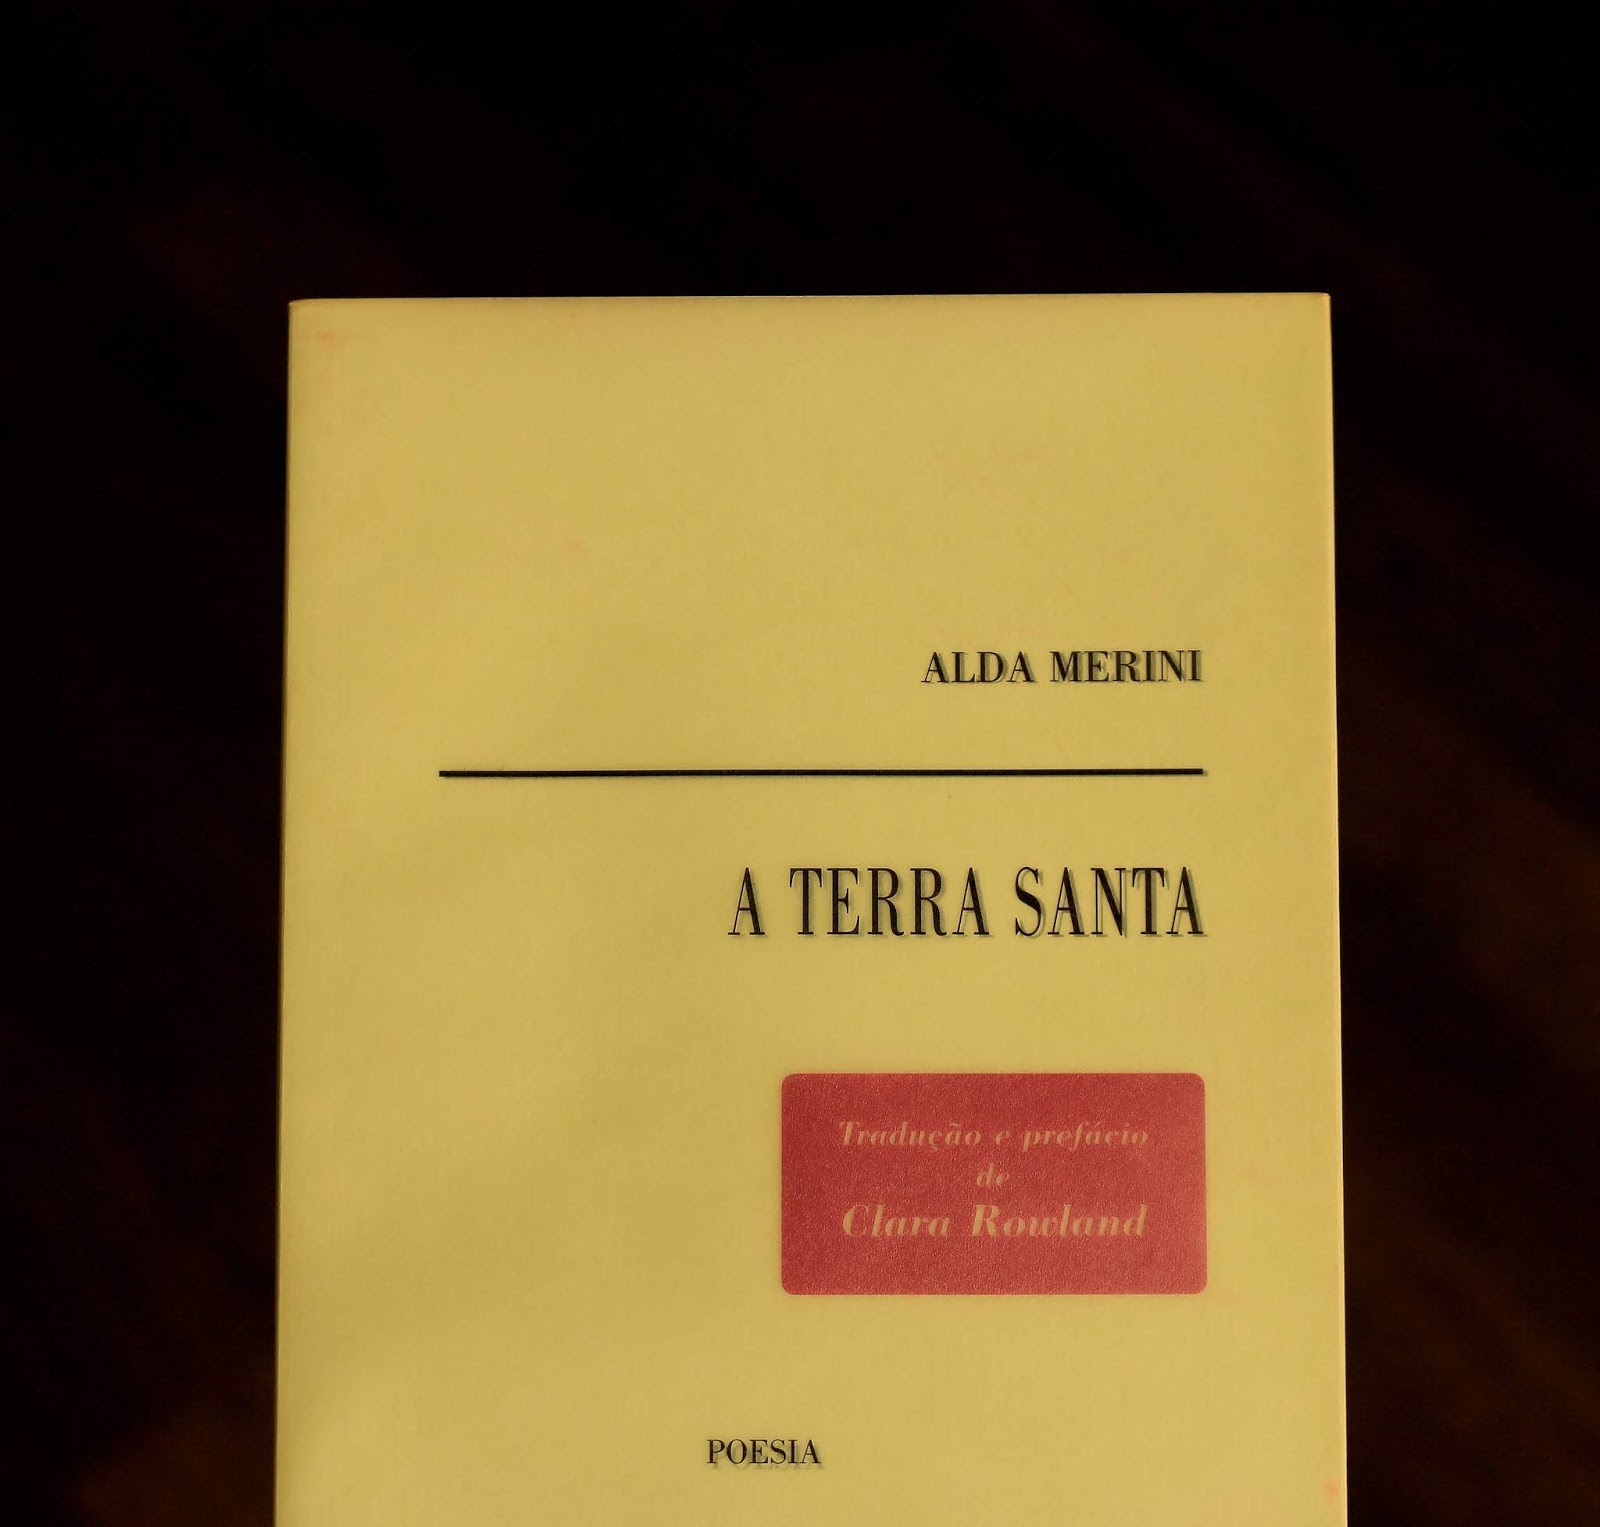 ALDA MERINI
A TERRA SANTA
Tradução e prefácio
de
Clara Rowland
POESIA